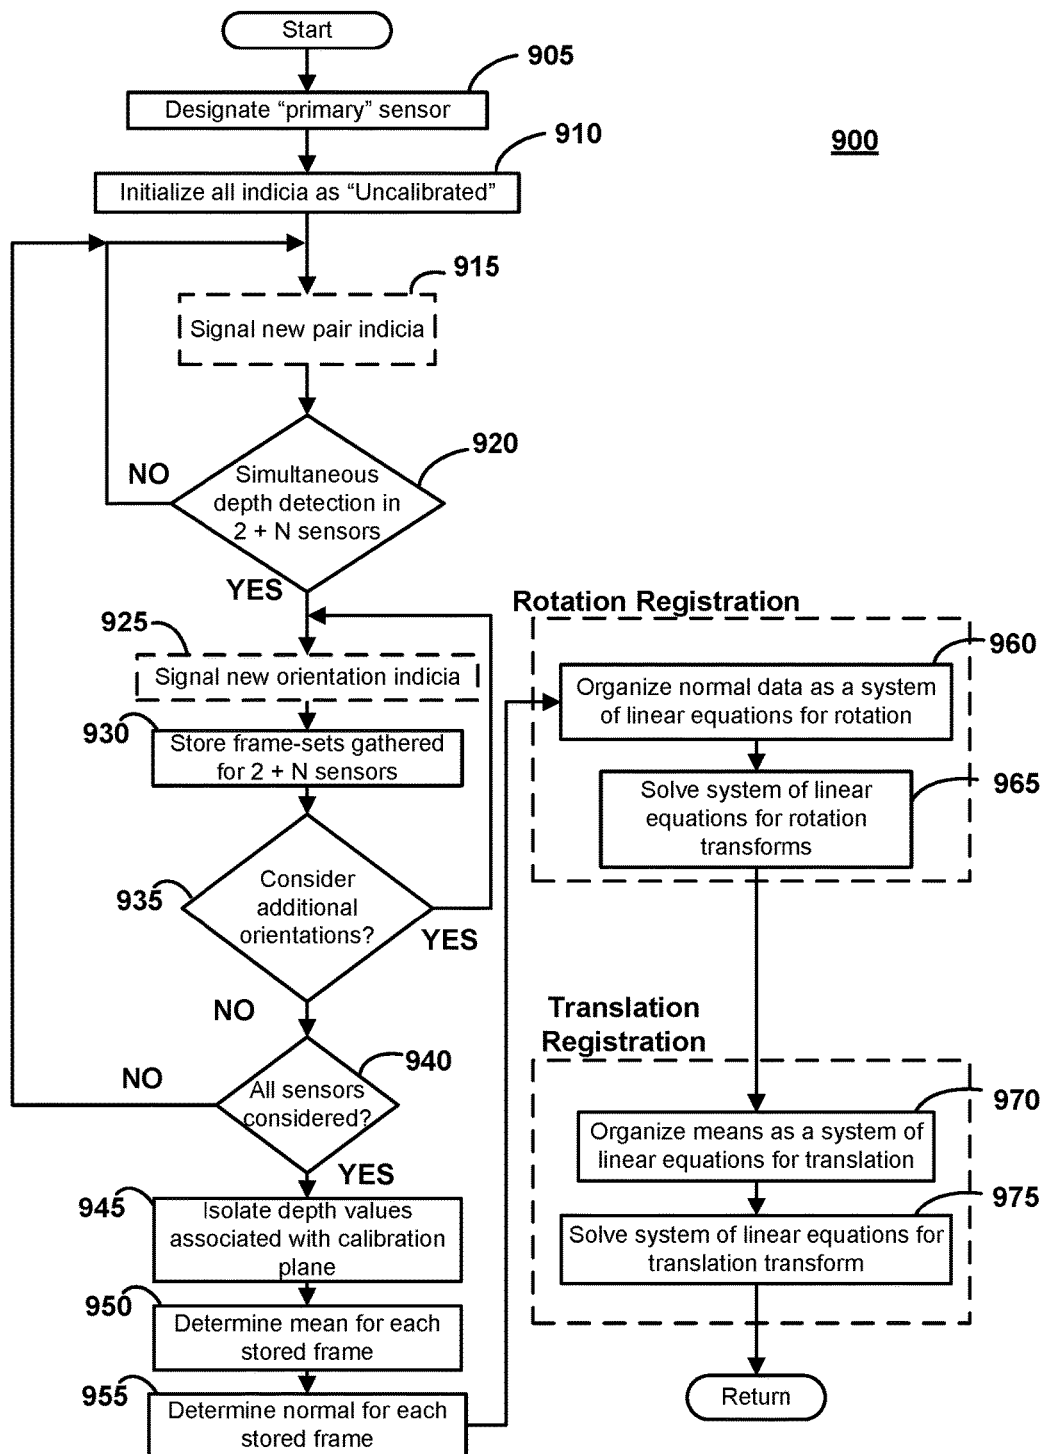 Start
905
Designate “primary” sensor
910
900
Initialize all indicia as “Uncalibrated”
915
Signal new pair indicia
920
NO
Simultaneous
depth detection in
2 + N sensors
YES
925
Signal new orientation indicia
930
Store frame-sets gathered
for 2 + N sensors
935
Consider
additional
orientations?
YES
NO
940
NO
All sensors
considered?
YES
945
Isolate depth values
associated with calibration
plane
950
Determine mean for each
stored frame
955
Determine normal for each
stored frame
Rotation Registration
960
Organize normal data as a system
of linear equations for rotation
965
Solve system of linear
equations for rotation
transforms
Translation
Registration
970
Organize means as a system of
linear equations for translation
975
Solve system of linear equations for
translation transform
Return